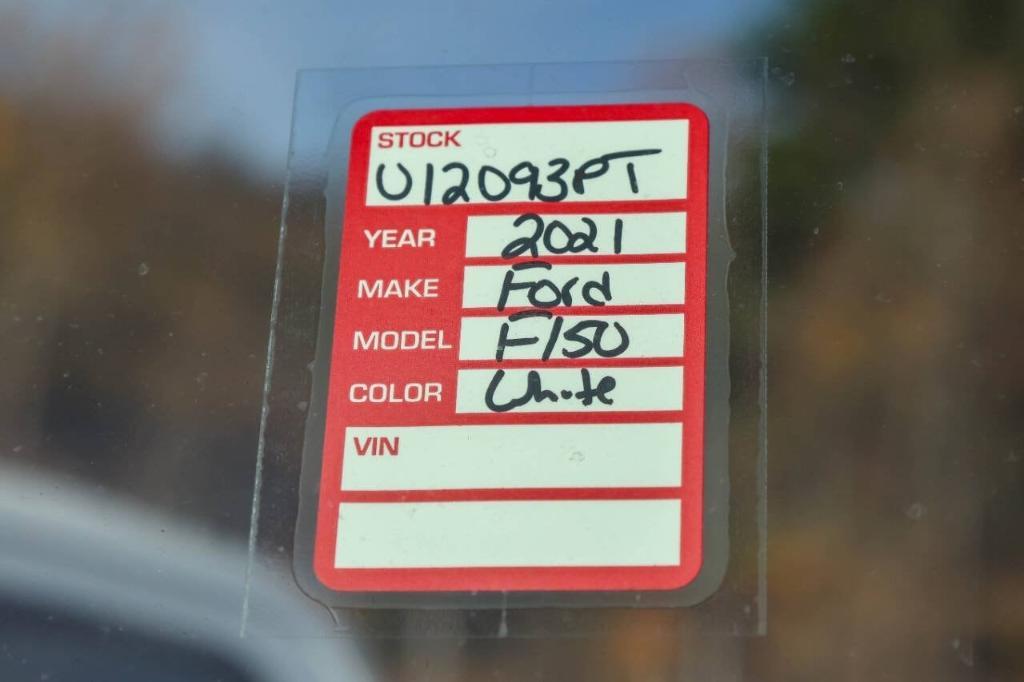 STOCK
U12093PT
YEAR 2021
MAKE Ford
MODEL F150
COLOR White
VIN